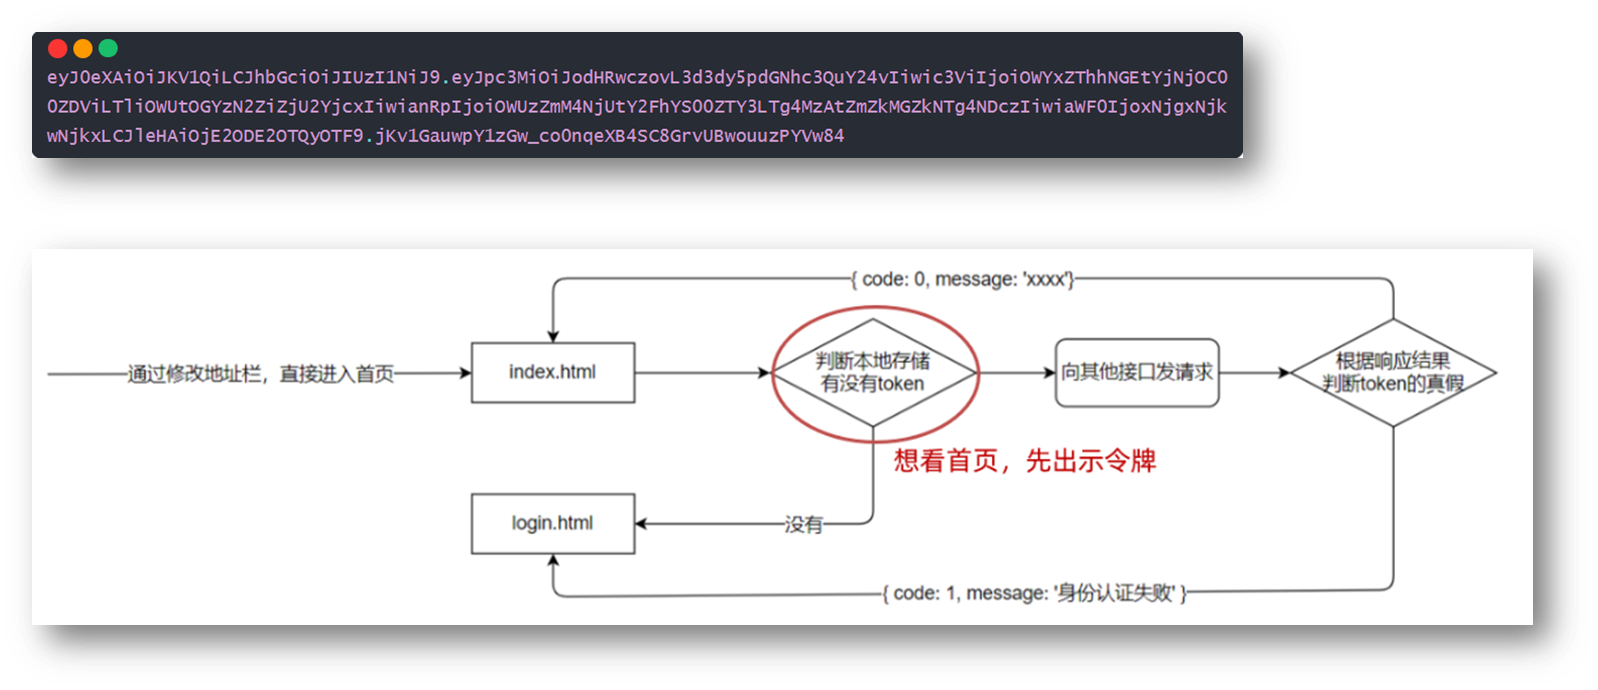 eyJ0eXAiOiJKV1QiLCJhbGciOiJIUzI1NiJ9.eyJpc3MiOiJodHRwczovL3d3dy5pdGNhc3QuY24vIiwic3ViIjoiOWYxZThhNGEtYjNjOC0
0ZDViLTliOWUtOGYzN2ZiZjU2YjcxIiwianRpIjoiOWUzZmM4NjUtY2FhYS00ZTY3LTg4MzAtZmZkMGZkNTg4NDczIiwiaWF0IjoxNjgxNjk
wNjkxLCJleHAiOjE2ODE2OTQyOTF9.jKv1GauwpY1zGw_co0nqeXB4SC8GrvUBwouuzPYVw84
{ code: 0, message: 'xxxx'}
通过修改地址栏，直接进入首页
index.html
判断本地存储
有没有token
向其他接口发请求
根据响应结果
判断token的真假
想看首页，先出示令牌
login.html
没有
{ code: 1, message: '身份认证失败' }